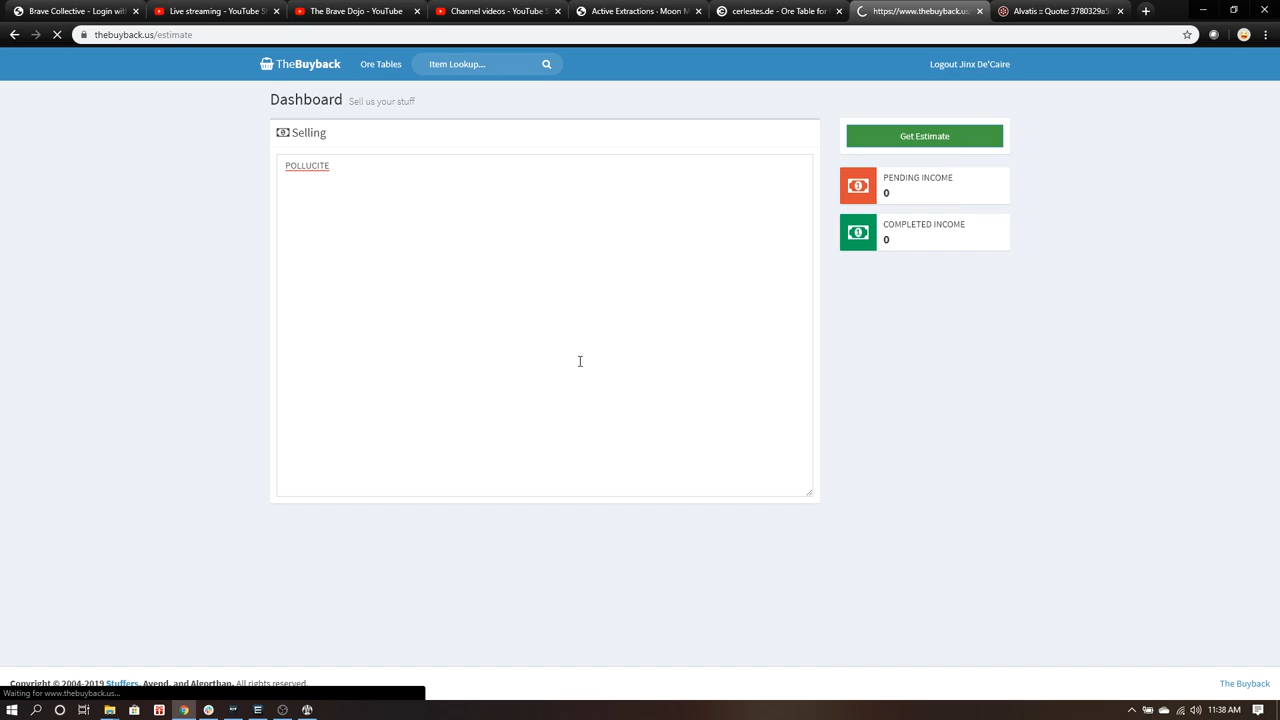 Brave Collective - Login with
Live streaming - YouTube S
The Brave Dojo - YouTube
Channel videos - YouTube S
Active Extractions - Moon M
cerlestes.de - Ore Table for
https://www.thebuyback.us
Alvatis :: Quote: 3780329a5
thebuyback.us/estimate
TheBuyback
Ore Tables
Item Lookup...
Logout Jinx De'Caire
Dashboard Sell us your stuff
Selling
Get Estimate
POLLUCITE
PENDING INCOME
0
COMPLETED INCOME
0
Copyright © 2004-2019 Stuffers, Avend, and Algorthan. All rights reserved.
The Buyback
Waiting for www.thebuyback.us...
11:38 AM